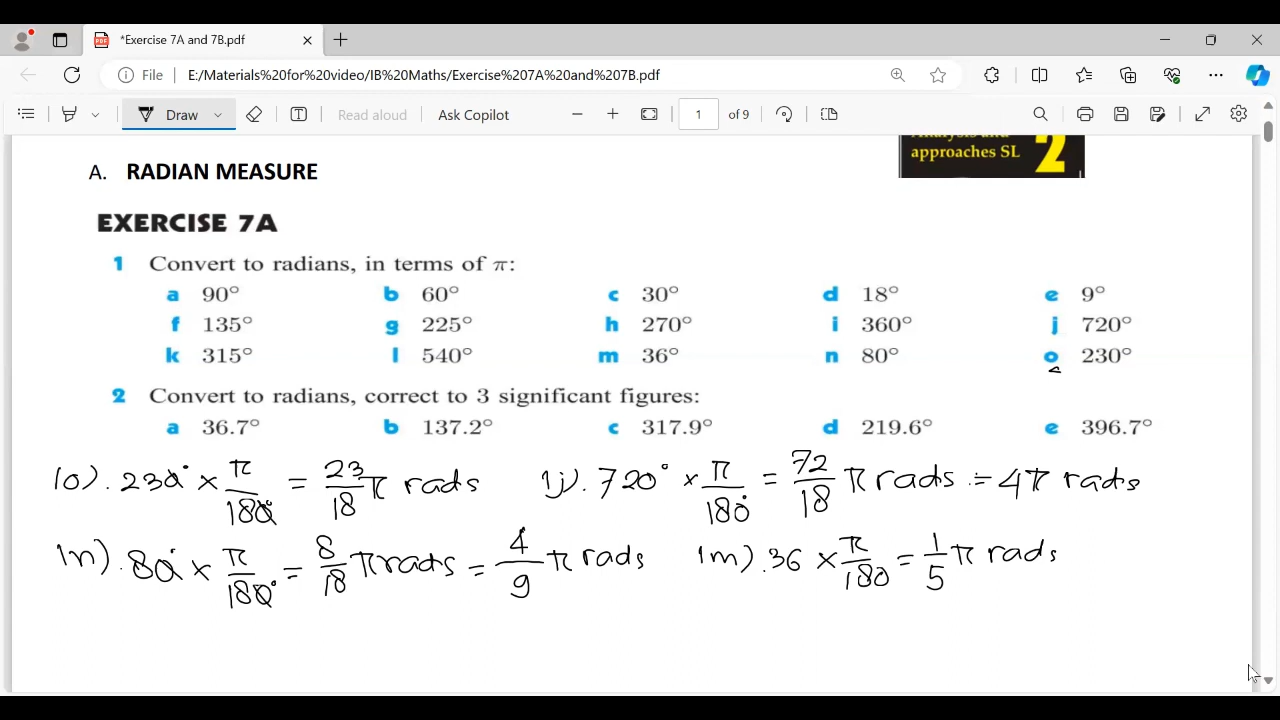 *Exercise 7A and 7B.pdf
File E:/Materials%20for%20video/IB%20Maths/Exercise%207A%20and%207B.pdf
Draw Read aloud Ask Copilot 1 of 9
approaches SL 2
A. RADIAN MEASURE
EXERCISE 7A
1 Convert to radians, in terms of π:
a 90° b 60° c 30° d 18° e 9°
f 135° g 225° h 270° i 360° j 720°
k 315° l 540° m 36° n 80° o 230°
2 Convert to radians, correct to 3 significant figures:
a 36.7° b 137.2° c 317.9° d 219.6° e 396.7°
1o). 230° × π/180 = 23/18 π rads 1j). 720° × π/180° = 72/18 π rads = 4π rads
1n). 80° × π/180° = 8/18 π rads = 4/9 π rads 1m). 36 × π/180 = 1/5 π rads